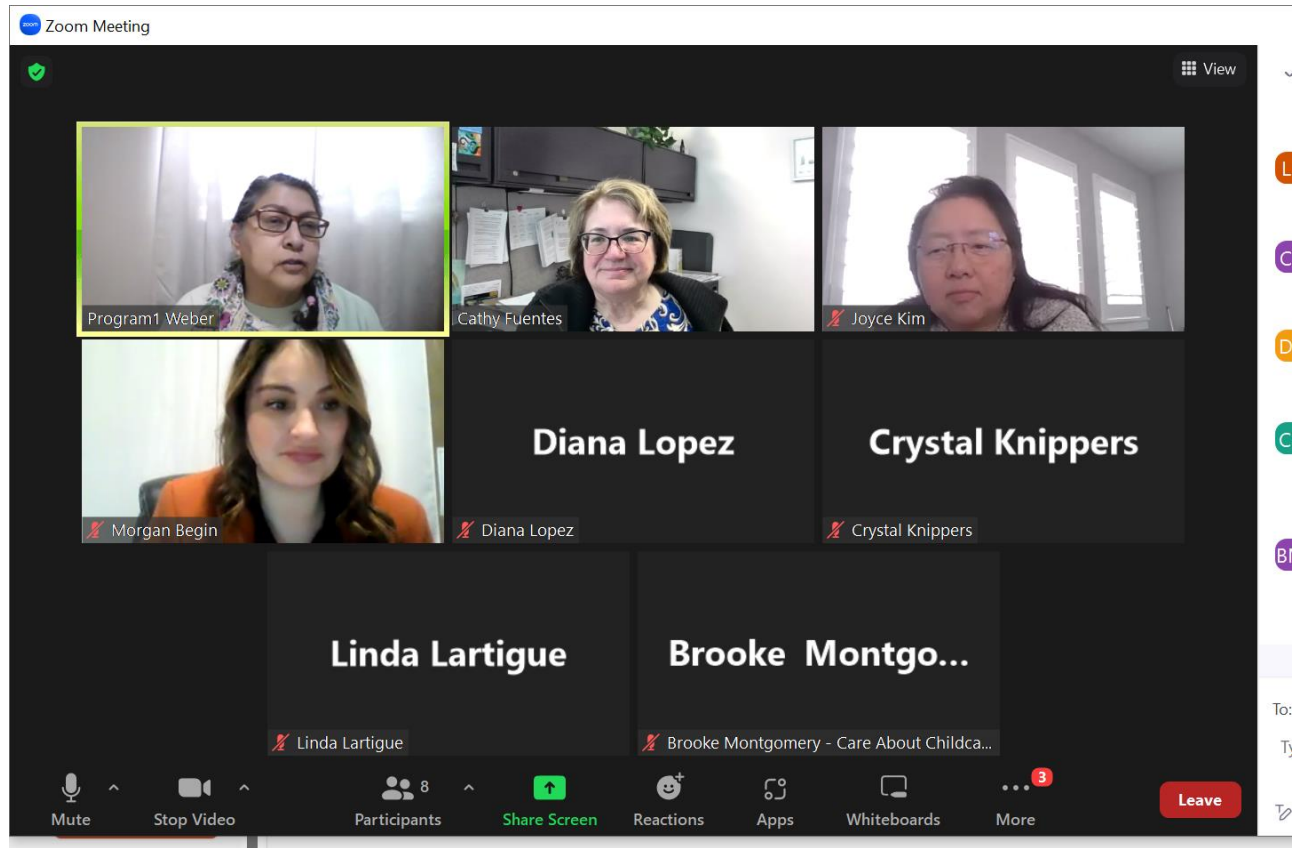 zoom Zoom Meeting
View
L
Program1 Weber
Cathy Fuentes
Joyce Kim
C
D
Diana Lopez
Crystal Knippers
C
Morgan Begin
Diana Lopez
Crystal Knippers
Linda Lartigue
Brooke Montgo...
Linda Lartigue
Brooke Montgomery - Care About Childca...
To:
8
3
Mute
Stop Video
Participants
Share Screen
Reactions
Apps
Whiteboards
More
Leave